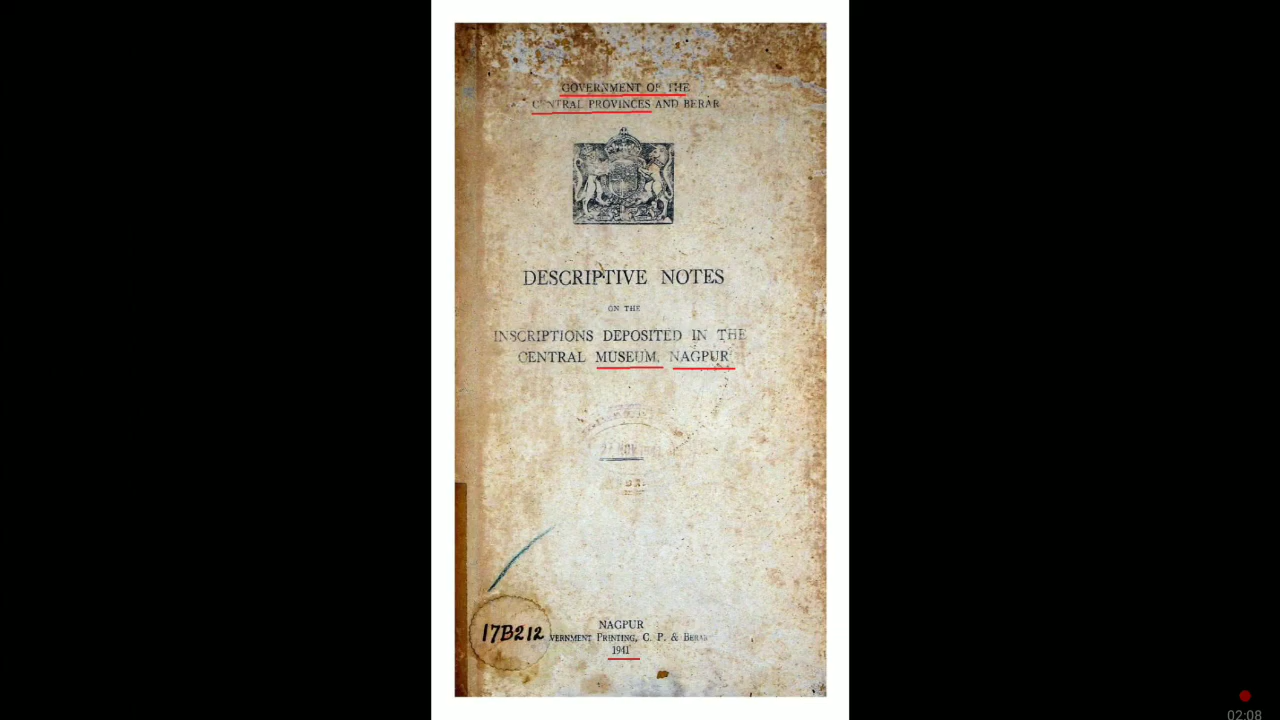 GOVERNMENT OF THE
CENTRAL PROVINCES AND BERAR
DESCRIPTIVE NOTES
ON THE
INSCRIPTIONS DEPOSITED IN THE
CENTRAL MUSEUM, NAGPUR
NAGPUR
17B212
VERNMENT PRINTING, C. P. & BERAR
1941
02:08